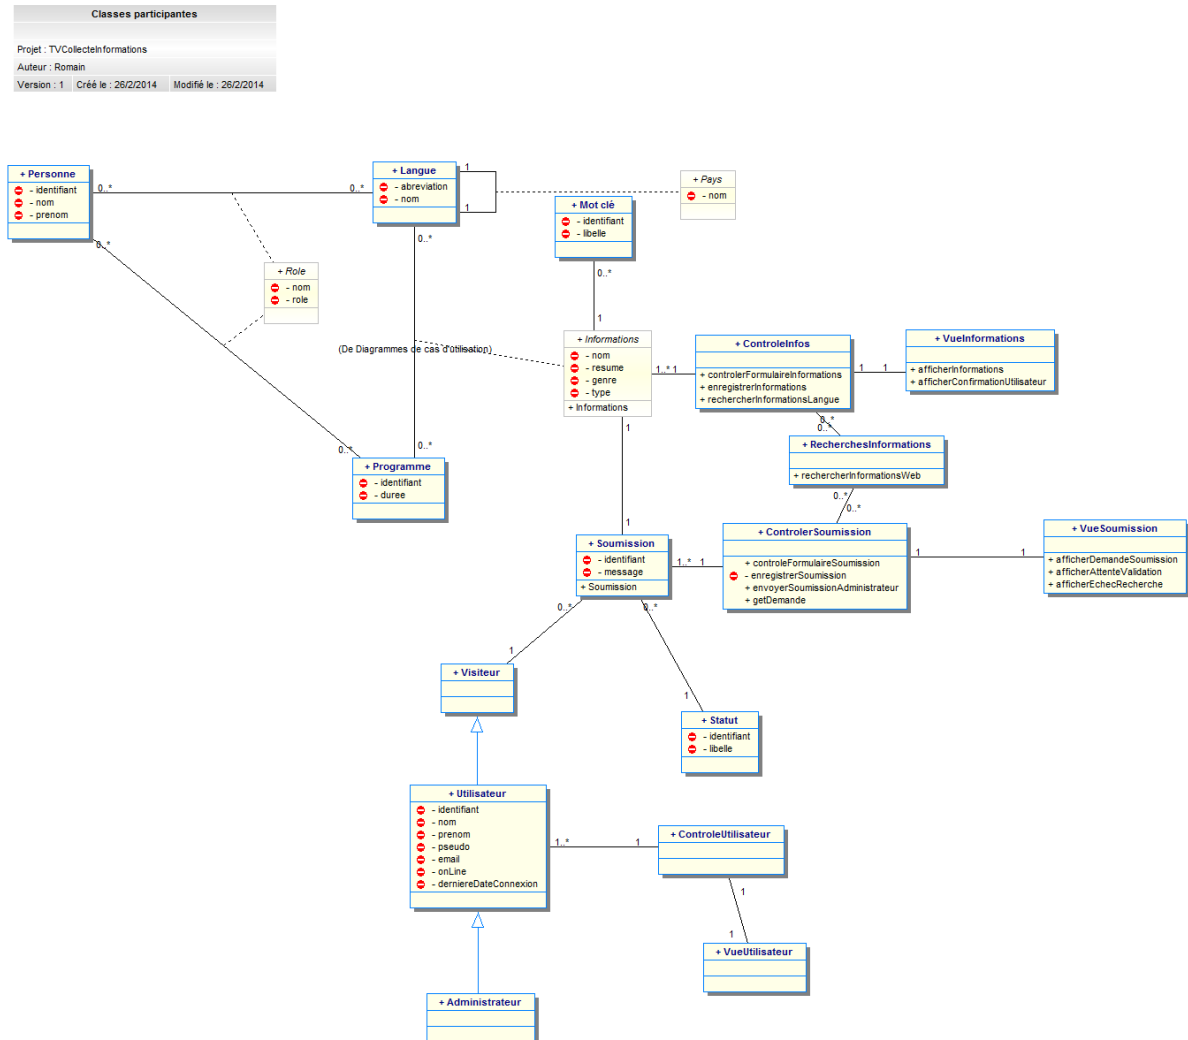 Classes participantes
Projet : TVCollecteInformations
Auteur : Romain
Version : 1 Créé le : 26/2/2014 Modifié le : 26/2/2014
+ Personne
- identifiant
- nom
- prenom
0..*
0..*
0..*
+ Langue
- abreviation
- nom
1
1
0..*
+ Pays
- nom
+ Mot clé
- identifiant
- libelle
0..*
1
+ Role
- nom
- role
(De Diagrammes de cas d'utilisation)
+ Informations
- nom
- resume
- genre
- type
+ Informations
1..* 1
1
+ ControleInfos
+ controlerFormulaireInformations
+ enregistrerInformations
+ rechercherInformationsLangue
1 1
+ VueInformations
+ afficherInformations
+ afficherConfirmationUtilisateur
0..*
0..*
+ RecherchesInformations
+ rechercherInformationsWeb
0..*
0..*
0..*
0..*
+ Programme
- identifiant
- duree
1
+ Soumission
- identifiant
- message
+ Soumission
1..* 1
+ ControlerSoumission
+ controleFormulaireSoumission
- enregistrerSoumission
+ envoyerSoumissionAdministrateur
+ getDemande
1 1
+ VueSoumission
+ afficherDemandeSoumission
+ afficherAttenteValidation
+ afficherEchecRecherche
0..*
0..*
1
+ Visiteur
1
+ Statut
- identifiant
- libelle
+ Utilisateur
- identifiant
- nom
- prenom
- pseudo
- email
- onLine
- derniereDateConnexion
1..* 1
+ ControleUtilisateur
1
1
+ VueUtilisateur
+ Administrateur